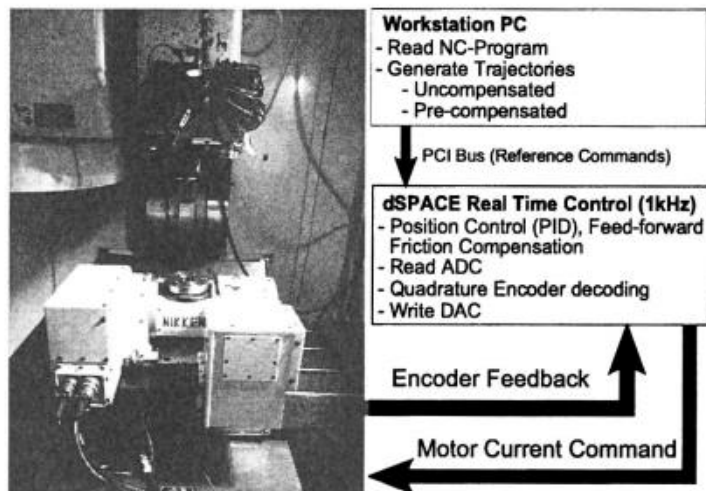 Workstation PC
- Read NC-Program
- Generate Trajectories
- Uncompensated
- Pre-compensated
PCI Bus (Reference Commands)
dSPACE Real Time Control (1kHz)
- Position Control (PID), Feed-forward
Friction Compensation
- Read ADC
- Quadrature Encoder decoding
- Write DAC
NIKKEN
Encoder Feedback
Motor Current Command